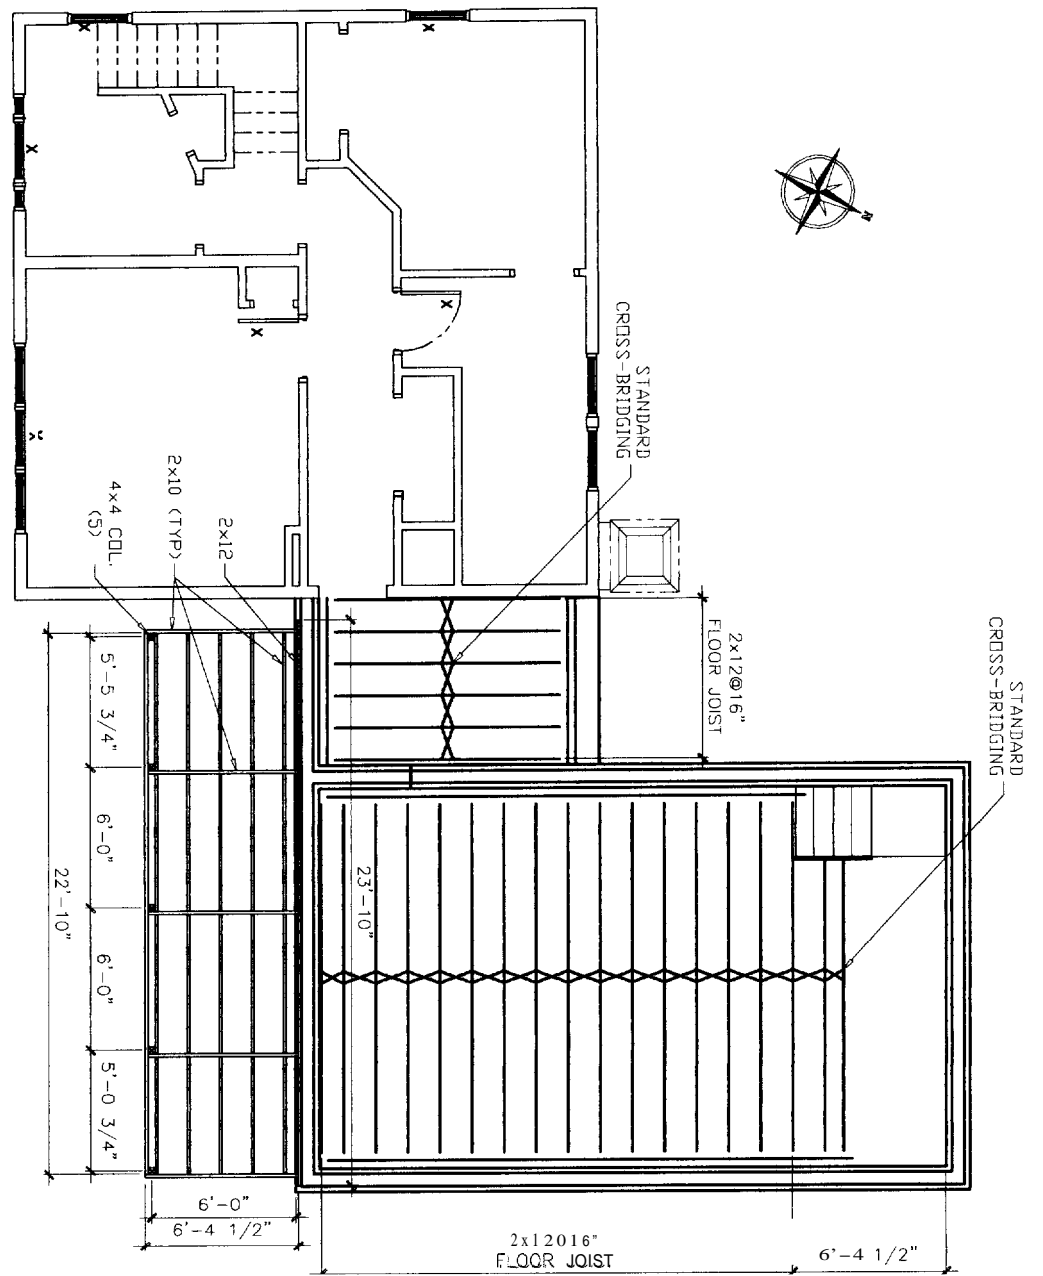 N
STANDARD
CROSS-BRIDGING
STANDARD
CROSS-BRIDGING
2x12@16"
FLOOR JOIST
2x12
2x10 (TYP)
4x4 COL.
(5)
5'-5 3/4"
6'-0"
6'-0"
5'-0 3/4"
22'-10"
23'-10"
6'-0"
6'-4 1/2"
2x12016"
FLOOR JOIST
6'-4 1/2"
X
X
X
X
X